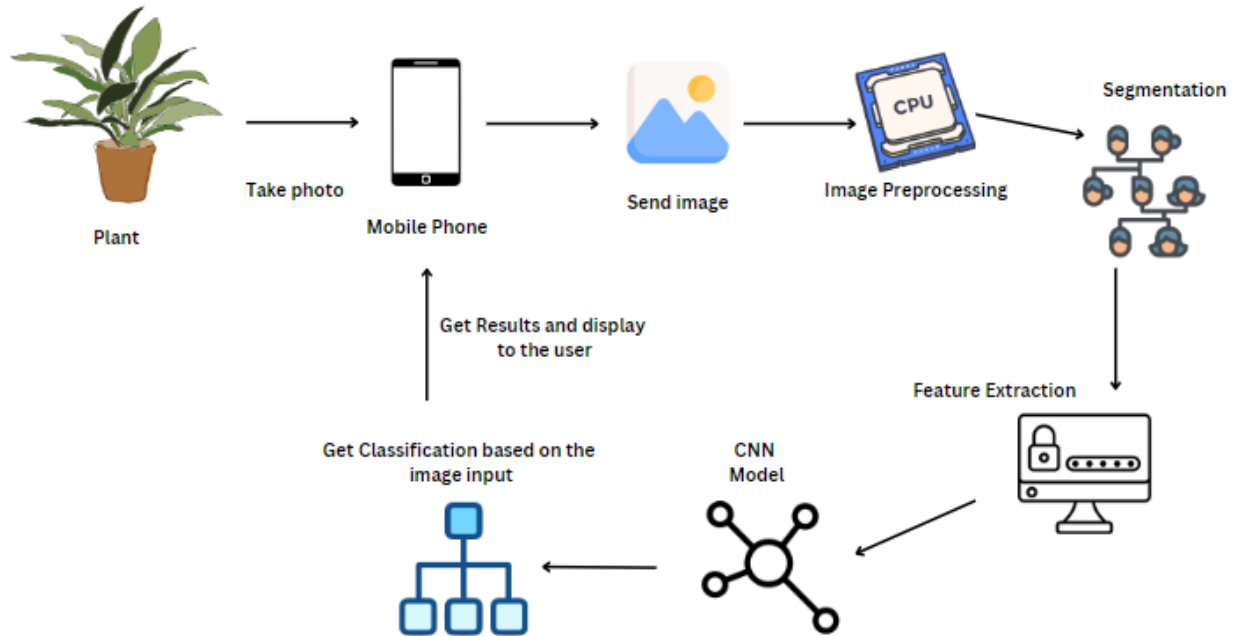 Plant
Take photo
Mobile Phone
Send image
CPU
Image Preprocessing
Segmentation
Feature Extraction
CNN
Model
Get Classification based on the
image input
Get Results and display
to the user